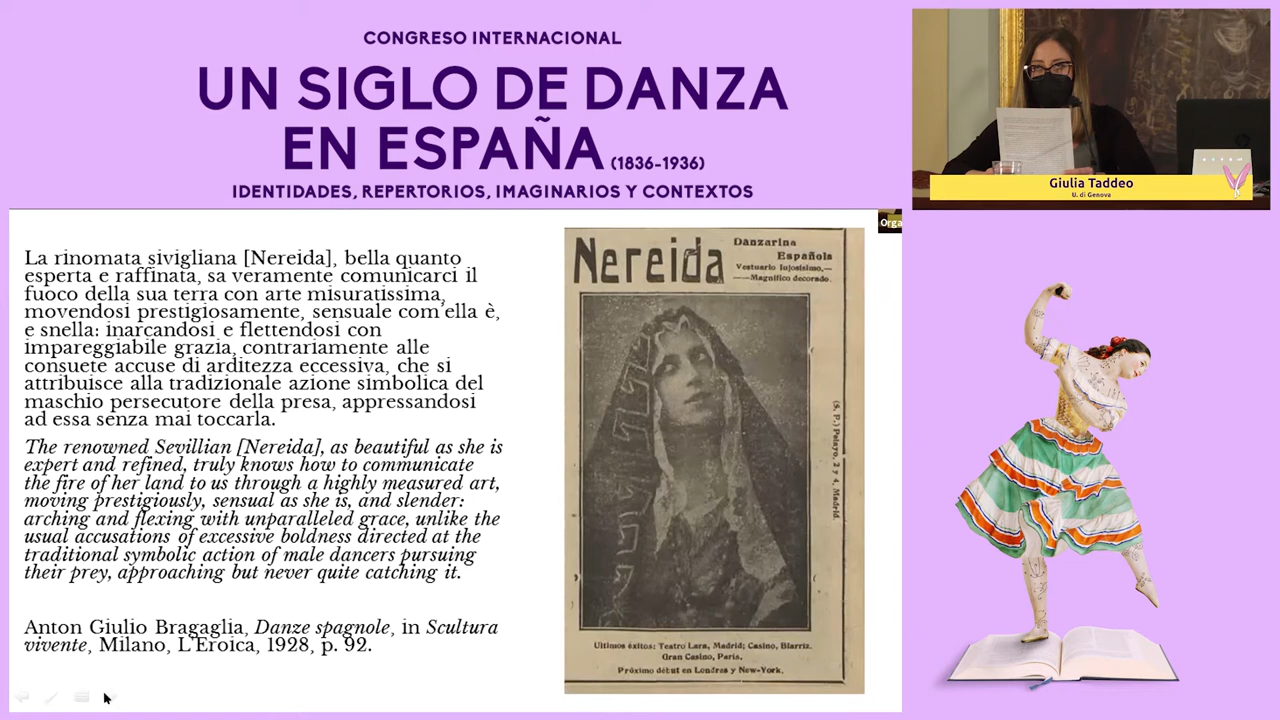 CONGRESO INTERNACIONAL
UN SIGLO DE DANZA
EN ESPAÑA (1836-1936)
IDENTIDADES, REPERTORIOS, IMAGINARIOS Y CONTEXTOS
Giulia Taddeo
U. di Genova
La rinomata sivigliana [Nereida], bella quanto
esperta e raffinata, sa veramente comunicarci il
fuoco della sua terra con arte misuratissima,
movendosi prestigiosamente, sensuale com'ella è,
e snella: inarcandosi e flettendosi con
impareggiabile grazia, contrariamente alle
consuete accuse di arditezza eccessiva, che si
attribuisce alla tradizionale azione simbolica del
maschio persecutore della presa, appressandosi
ad essa senza mai toccarla.
The renowned Sevillian [Nereida], as beautiful as she is
expert and refined, truly knows how to communicate
the fire of her land to us through a highly measured art,
moving prestigiously, sensual as she is, and slender:
arching and flexing with unparalleled grace, unlike the
usual accusations of excessive boldness directed at the
traditional symbolic action of male dancers pursuing
their prey, approaching but never quite catching it.
Anton Giulio Bragaglia, Danze spagnole, in Scultura
vivente, Milano, L'Eroica, 1928, p. 92.
Nereida
Danzarina
Española
Vestuario lujosísimo,—
——Magnífico decorado.
(S. P.) Pelayo, 2 y 4, Madrid.
Ultimos éxitos: Teatro Lara, Madrid; Casino, Biarriz.
Gran Casino, Paris.
Próximo début en Londres y New-York.
Orga